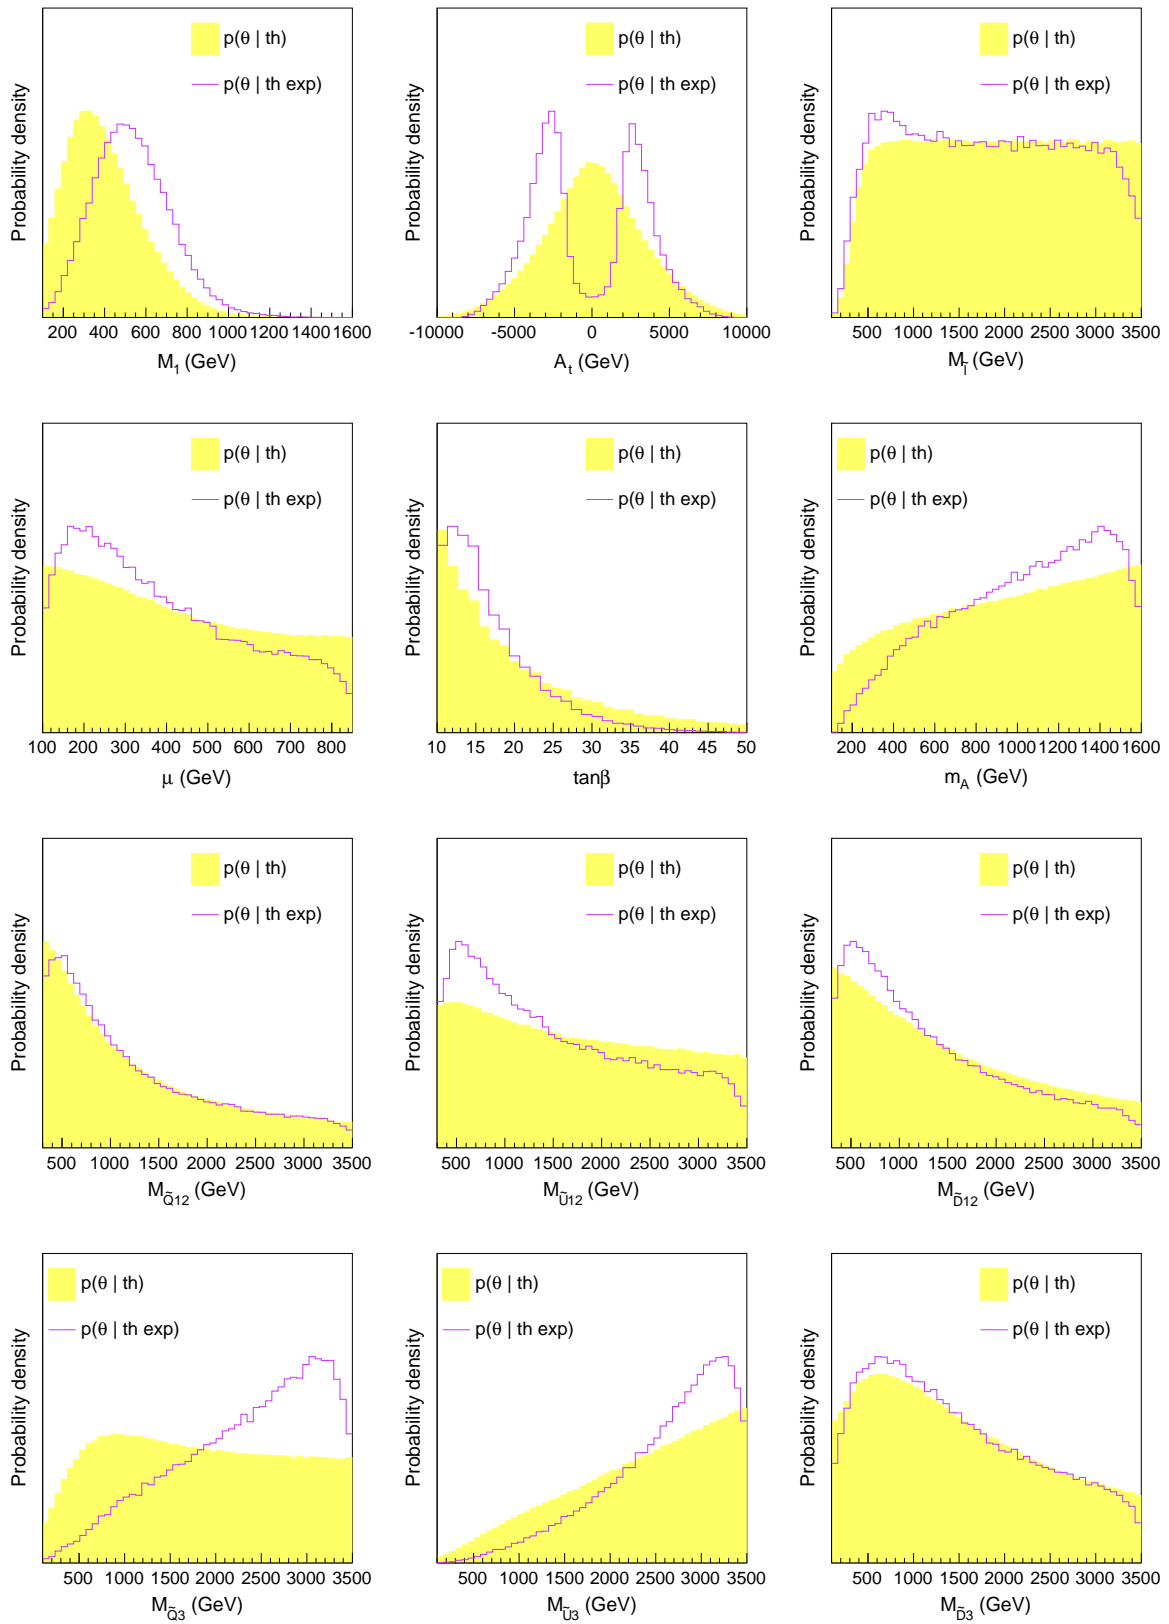 p(θ | th)
p(θ | th exp)
Probability density
200 400 600 800 1000 1200 1400 1600
M1 (GeV)
p(θ | th)
p(θ | th exp)
Probability density
-10000 -5000 0 5000 10000
At (GeV)
p(θ | th)
p(θ | th exp)
Probability density
500 1000 1500 2000 2500 3000 3500
Ml̃ (GeV)
p(θ | th)
p(θ | th exp)
Probability density
100 200 300 400 500 600 700 800
μ (GeV)
p(θ | th)
p(θ | th exp)
Probability density
10 15 20 25 30 35 40 45 50
tanβ
p(θ | th)
p(θ | th exp)
Probability density
200 400 600 800 1000 1200 1400 1600
mA (GeV)
p(θ | th)
p(θ | th exp)
Probability density
500 1000 1500 2000 2500 3000 3500
MQ̃12 (GeV)
p(θ | th)
p(θ | th exp)
Probability density
500 1000 1500 2000 2500 3000 3500
MŨ12 (GeV)
p(θ | th)
p(θ | th exp)
Probability density
500 1000 1500 2000 2500 3000 3500
MD̃12 (GeV)
p(θ | th)
p(θ | th exp)
Probability density
500 1000 1500 2000 2500 3000 3500
MQ̃3 (GeV)
p(θ | th)
p(θ | th exp)
Probability density
500 1000 1500 2000 2500 3000 3500
MŨ3 (GeV)
p(θ | th)
p(θ | th exp)
Probability density
500 1000 1500 2000 2500 3000 3500
MD̃3 (GeV)